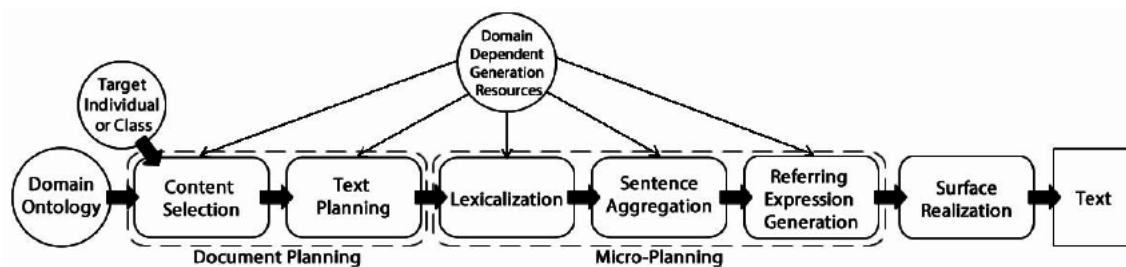 Domain
Dependent
Generation
Resources
Target
Individual
or Class
Domain
Ontology
Content
Selection
Text
Planning
Lexicalization
Sentence
Aggregation
Referring
Expression
Generation
Surface
Realization
Text
Document Planning
Micro-Planning